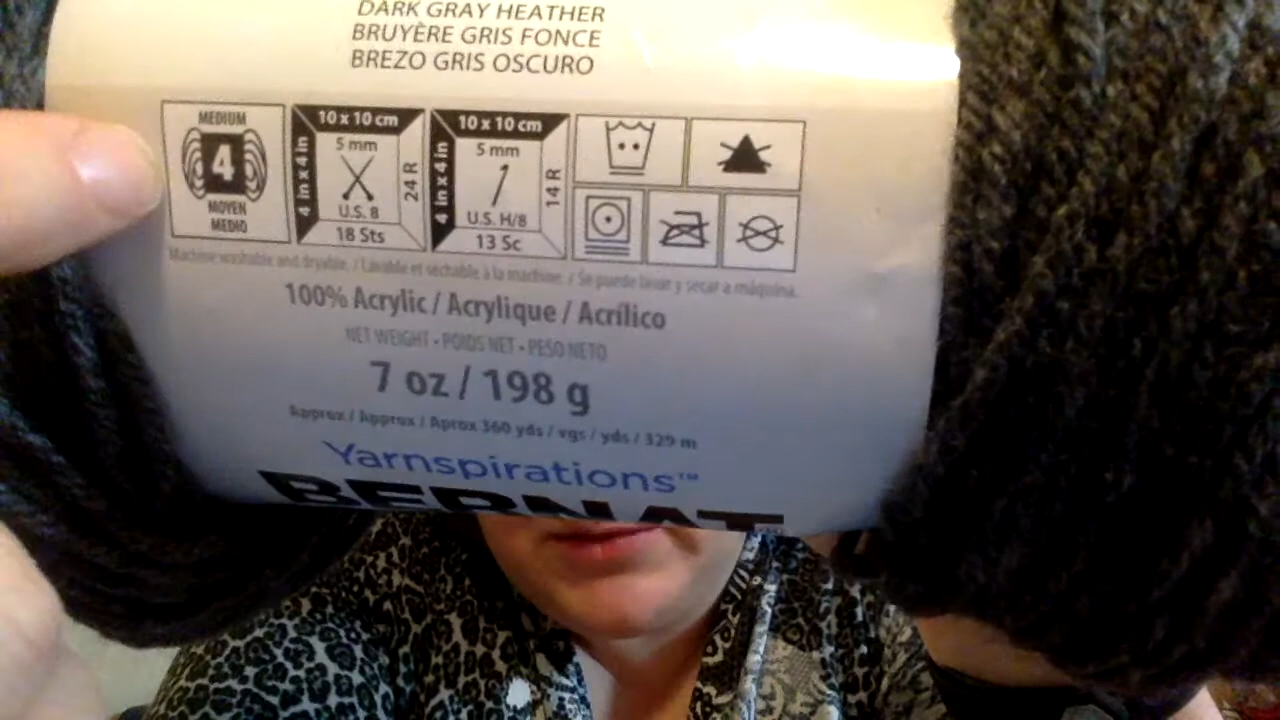 DARK GRAY HEATHER
BRUYÈRE GRIS FONCE
BREZO GRIS OSCURO
MEDIUM
4
MOYEN
MEDIO
10 x 10 cm
4 in x 4 in
5 mm
24 R
U.S. 8
18 Sts
10 x 10 cm
4 in x 4 in
5 mm
14 R
U.S. H/8
13 Sc
Machine washable and dryable. / Lavable et séchable à la machine. / Se puede lavar y secar a máquina.
100% Acrylic / Acrylique / Acrílico
NET WEIGHT • POIDS NET • PESO NETO
7 oz / 198 g
Approx / Approx / Aprox 360 yds / vgs / yds / 329 m
Yarnspirations™
BERNAT